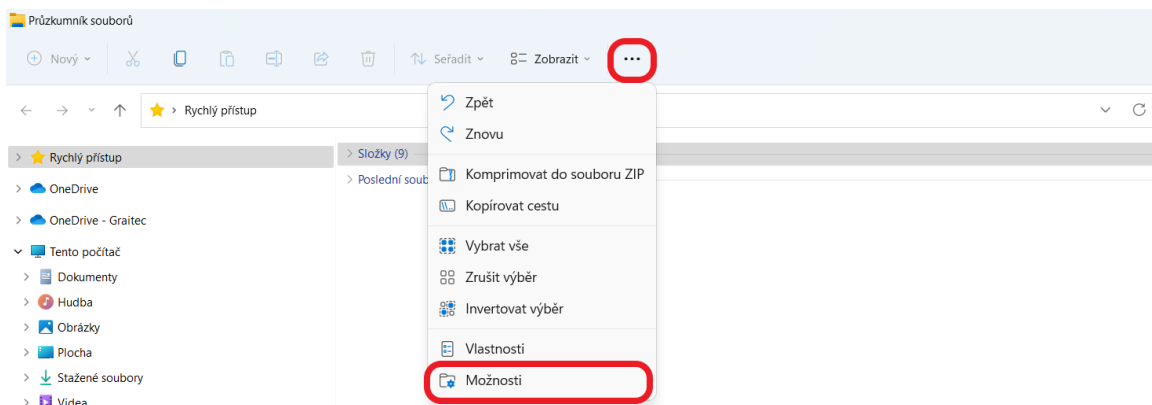 Průzkumník souborů
Nový
Seřadit
Zobrazit
Rychlý přístup
Zpět
Znovu
Komprimovat do souboru ZIP
Kopírovat cestu
Vybrat vše
Zrušit výběr
Invertovat výběr
Vlastnosti
Možnosti
Rychlý přístup
OneDrive
OneDrive - Graitec
Tento počítač
Dokumenty
Hudba
Obrázky
Plocha
Stažené soubory
Videa
Složky (9)
Poslední soub